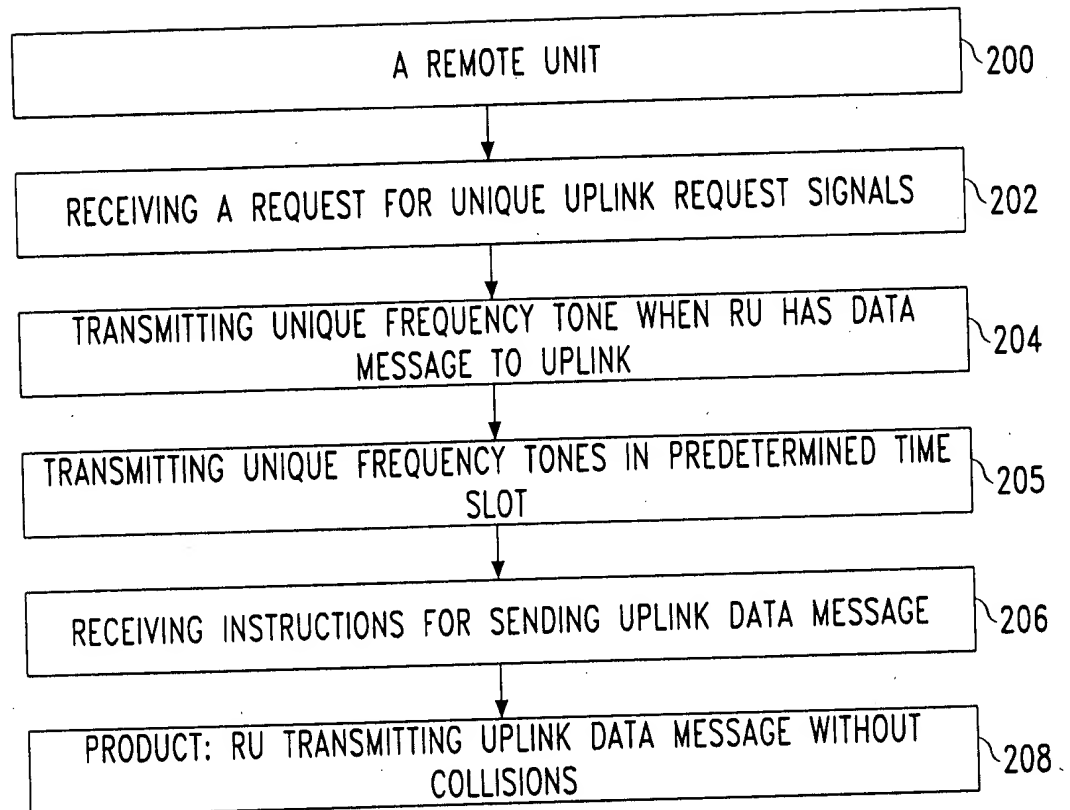 A REMOTE UNIT
200
RECEIVING A REQUEST FOR UNIQUE UPLINK REQUEST SIGNALS
202
TRANSMITTING UNIQUE FREQUENCY TONE WHEN RU HAS DATA
MESSAGE TO UPLINK
204
TRANSMITTING UNIQUE FREQUENCY TONES IN PREDETERMINED TIME
SLOT
205
RECEIVING INSTRUCTIONS FOR SENDING UPLINK DATA MESSAGE
206
PRODUCT: RU TRANSMITTING UPLINK DATA MESSAGE WITHOUT
COLLISIONS
208